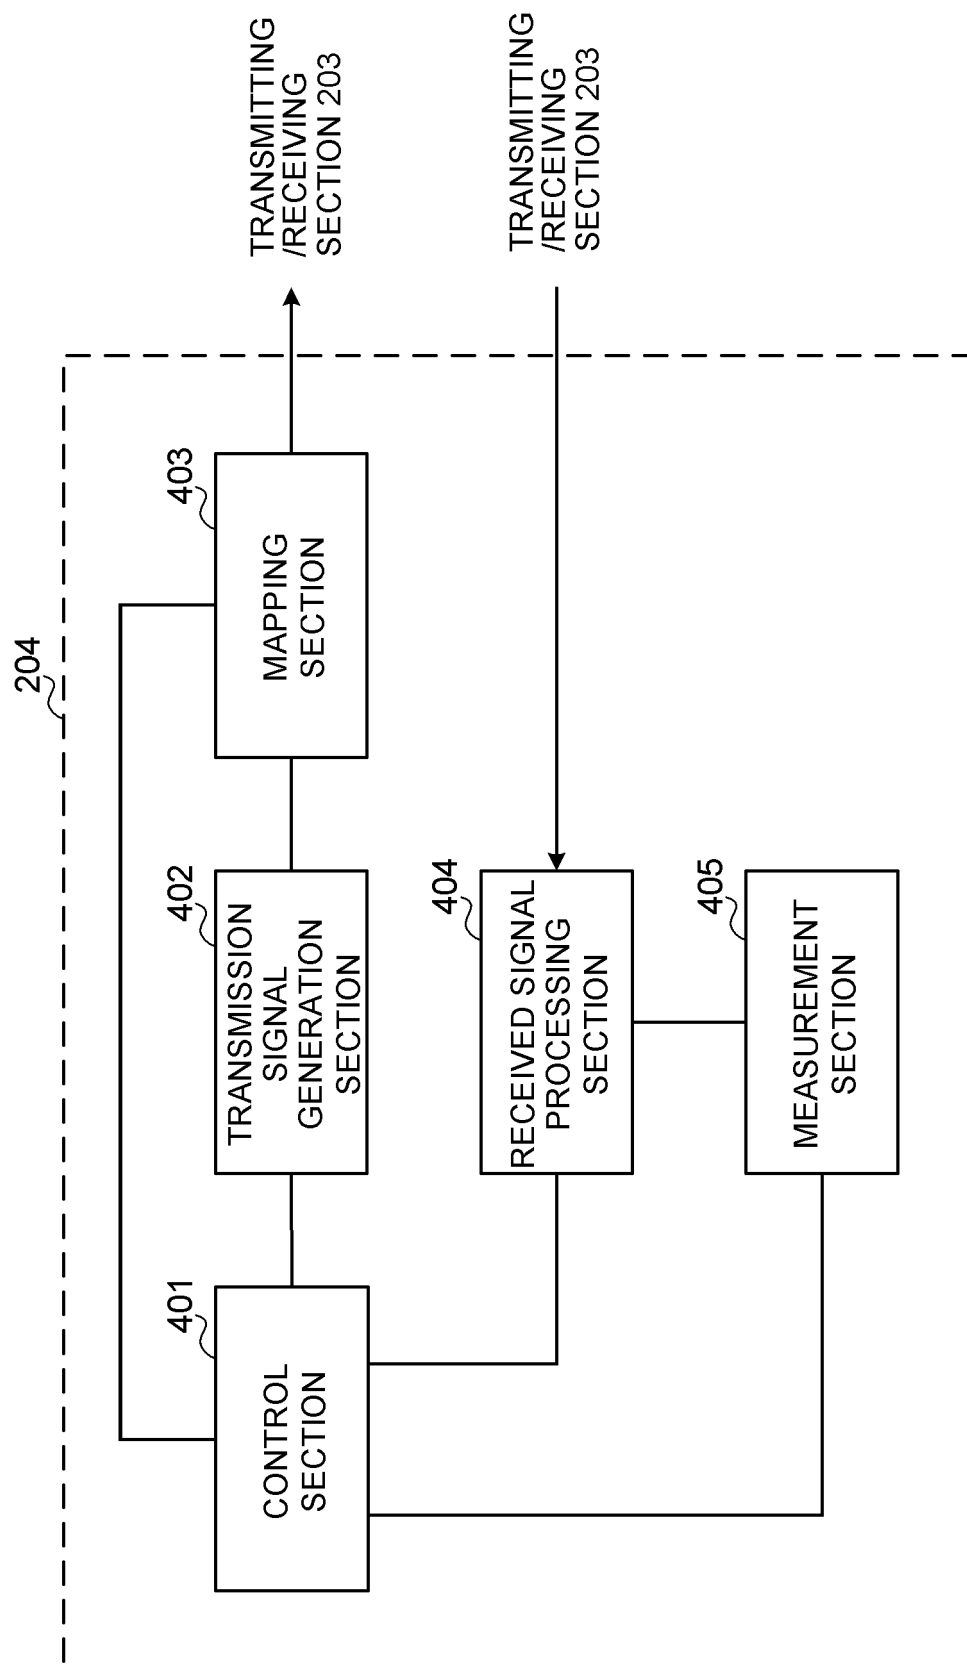 204
403
MAPPING
SECTION
TRANSMITTING
/RECEIVING
SECTION 203
402
TRANSMISSION
SIGNAL
GENERATION
SECTION
401
CONTROL
SECTION
404
RECEIVED SIGNAL
PROCESSING
SECTION
TRANSMITTING
/RECEIVING
SECTION 203
405
MEASUREMENT
SECTION